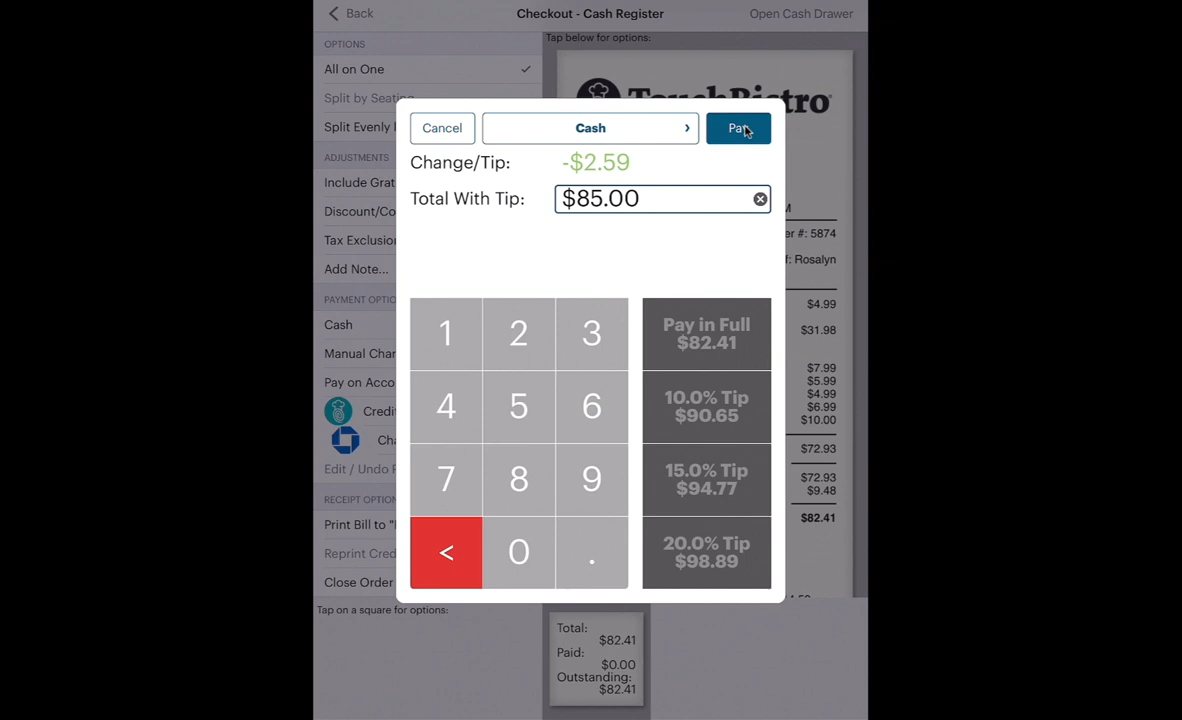 Back
Checkout - Cash Register
Open Cash Drawer
Tap below for options:
OPTIONS
All on One
Split by Seating
Split Evenly
ADJUSTMENTS
Include Grat
Discount/Co
Tax Exclusion
Add Note...
PAYMENT OPTIO
Cash
Manual Char
Pay on Acco
Credi
Cha
Edit / Undo P
RECEIPT OPTION
Print Bill to "
Reprint Cred
Close Order
Tap on a square for options:
TouchBistro
Cancel
Cash
Pay
Change/Tip:
-$2.59
Total With Tip:
$85.00
1
2
3
4
5
6
7
8
9
<
0
.
Pay in Full
$82.41
10.0% Tip
$90.65
15.0% Tip
$94.77
20.0% Tip
$98.89
M
er #: 5874
f: Rosalyn
$4.99
$31.98
$7.99
$5.99
$4.99
$6.99
$10.00
$72.93
$72.93
$9.48
$82.41
Total:
$82.41
Paid:
$0.00
Outstanding:
$82.41